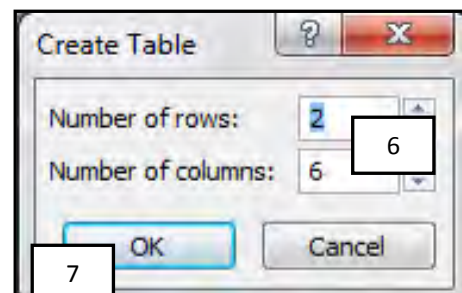 Create Table ? X
Number of rows: 2
6
Number of columns: 6
OK Cancel
7